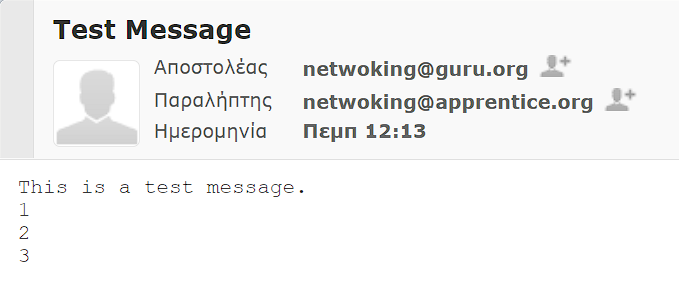 Test Message
Αποστολέας netwoking@guru.org
Παραλήπτης netwoking@apprentice.org
Ημερομηνία Πεμπ 12:13
This is a test message.
1
2
3